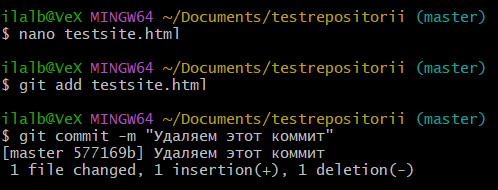 ilalb@VeX MINGW64 ~/Documents/testrepositorii (master)
$ nano testsite.html
ilalb@VeX MINGW64 ~/Documents/testrepositorii (master)
$ git add testsite.html
ilalb@VeX MINGW64 ~/Documents/testrepositorii (master)
$ git commit -m "Удаляем этот коммит"
[master 577169b] Удаляем этот коммит
 1 file changed, 1 insertion(+), 1 deletion(-)